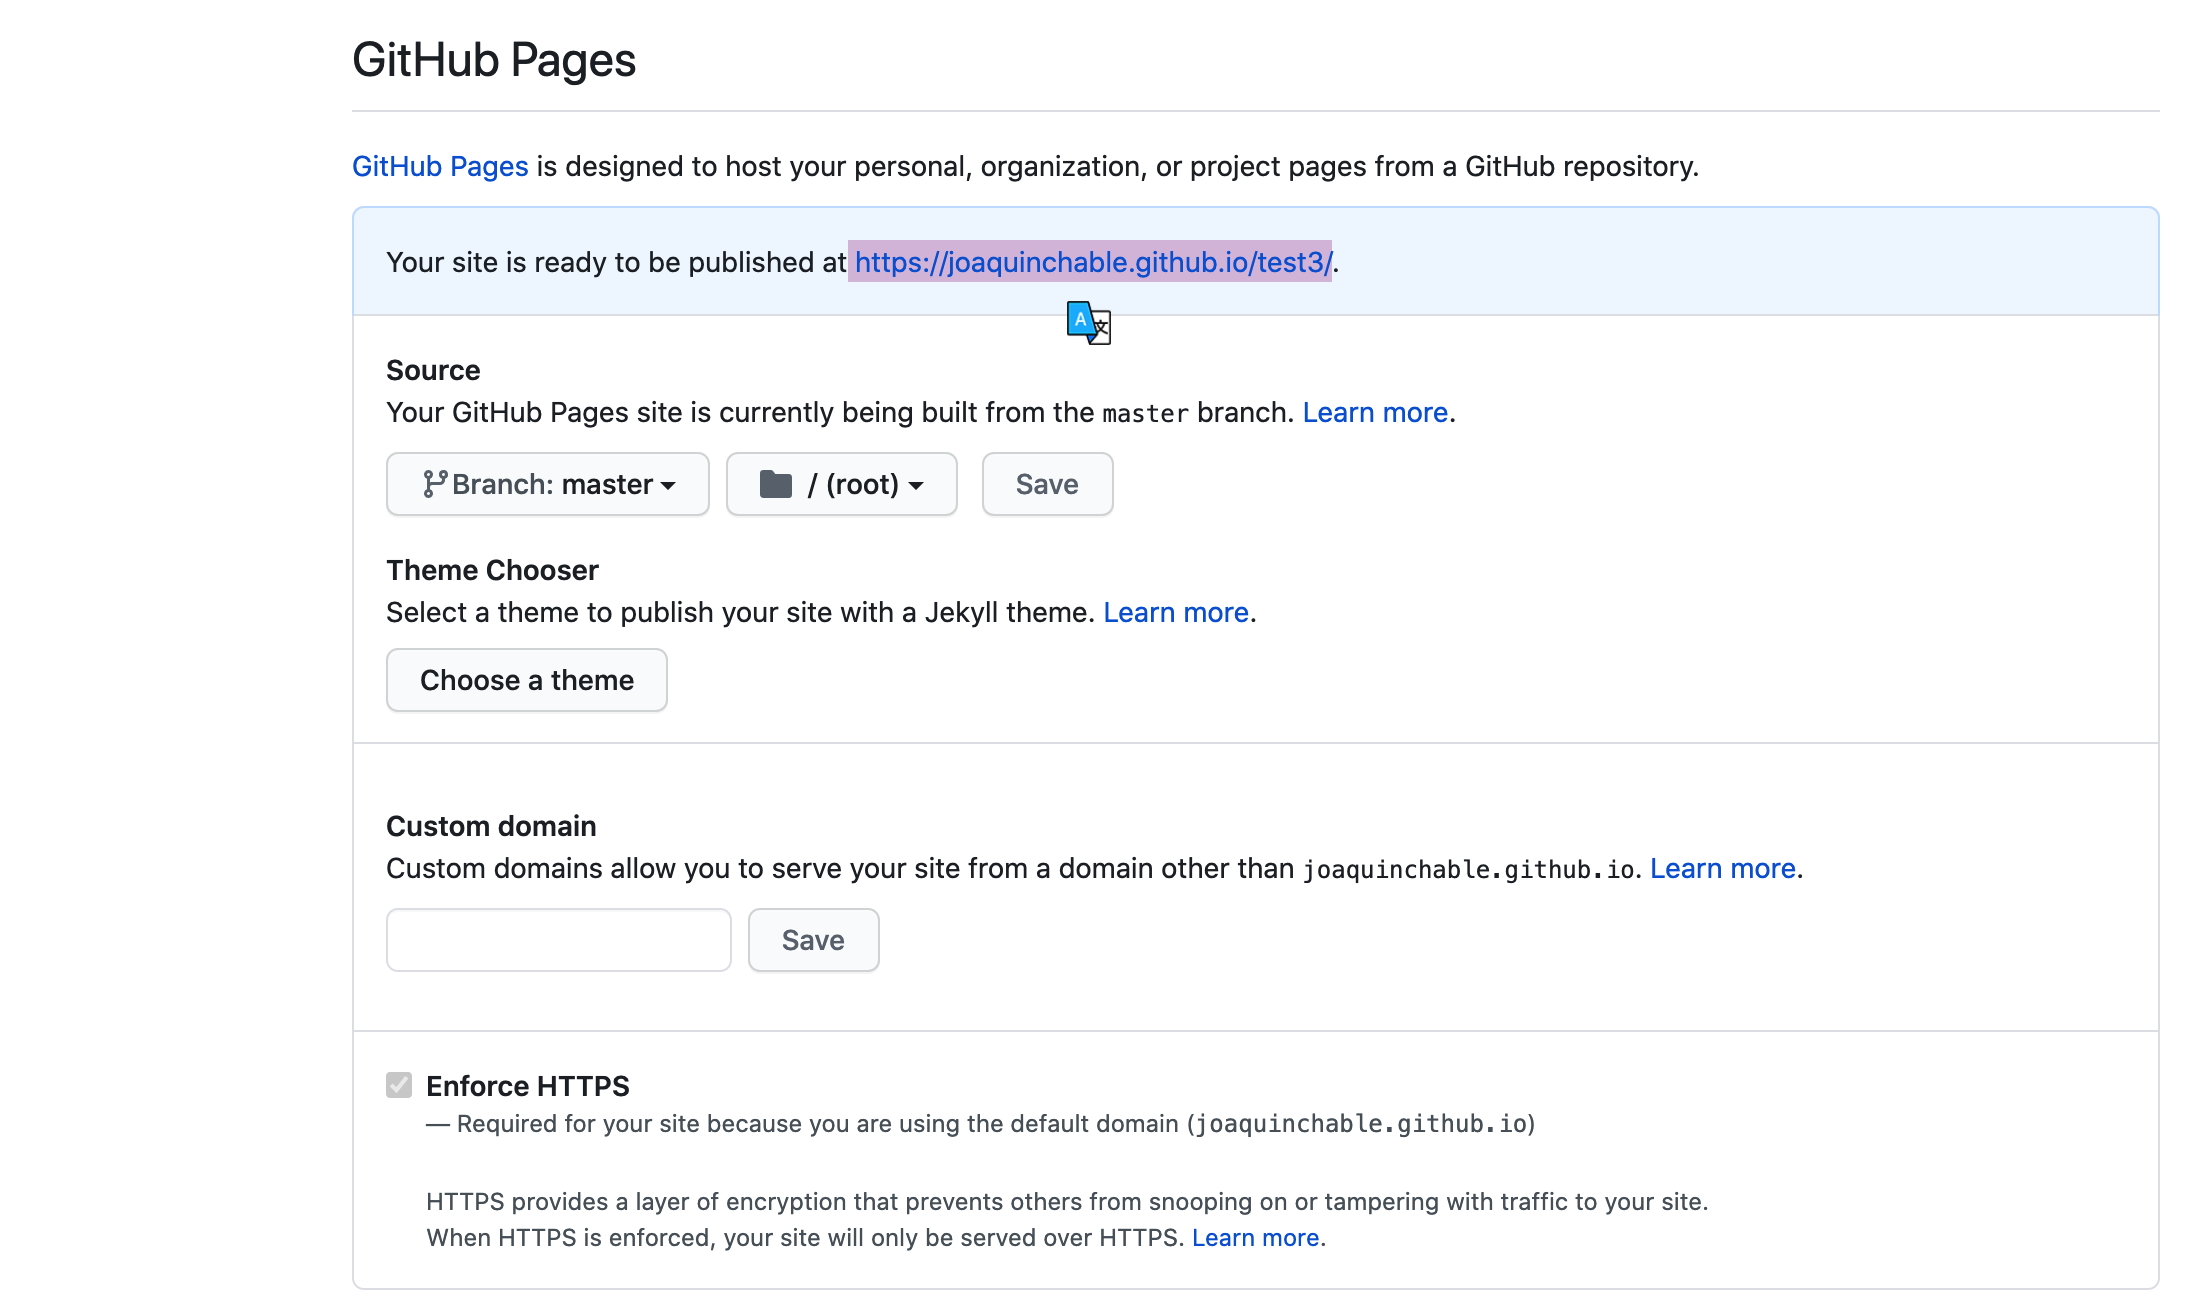 GitHub Pages
GitHub Pages is designed to host your personal, organization, or project pages from a GitHub repository.
Your site is ready to be published at https://joaquinchable.github.io/test3/.
A 文
Source
Your GitHub Pages site is currently being built from the master branch. Learn more.
Branch: master / (root) Save
Theme Chooser
Select a theme to publish your site with a Jekyll theme. Learn more.
Choose a theme
Custom domain
Custom domains allow you to serve your site from a domain other than joaquinchable.github.io. Learn more.
Save
Enforce HTTPS
— Required for your site because you are using the default domain (joaquinchable.github.io)
HTTPS provides a layer of encryption that prevents others from snooping on or tampering with traffic to your site.
When HTTPS is enforced, your site will only be served over HTTPS. Learn more.